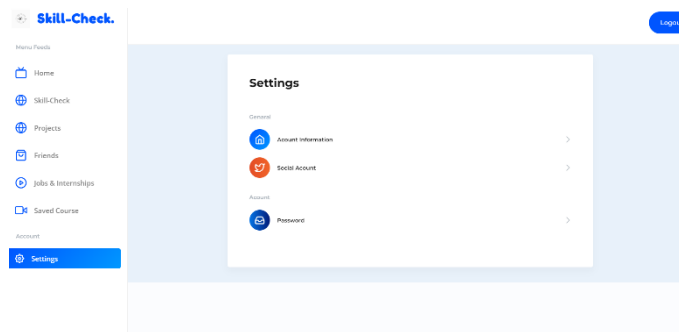 Skill-Check.
Logou
Menu Feeds
Home
Skill-Check
Projects
Friends
Jobs & Internships
Saved Course
Account
Settings
Settings
General
Acount Information
Social Acount
Account
Password